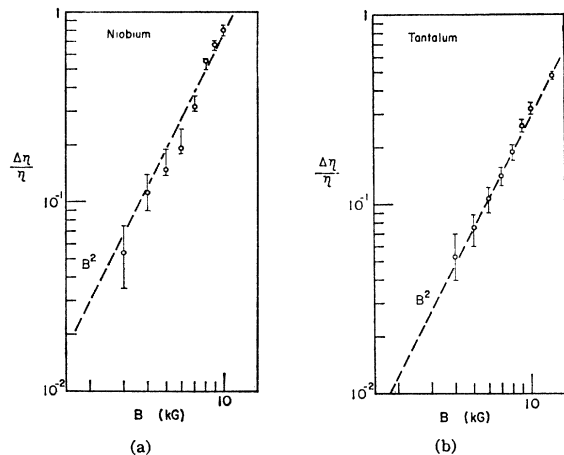 Niobium
1
Δη
η
10⁻¹
B²
10⁻²
10
B (kG)
(a)
Tantalum
1
Δη
η
10⁻¹
B²
10⁻²
10
B (kG)
(b)